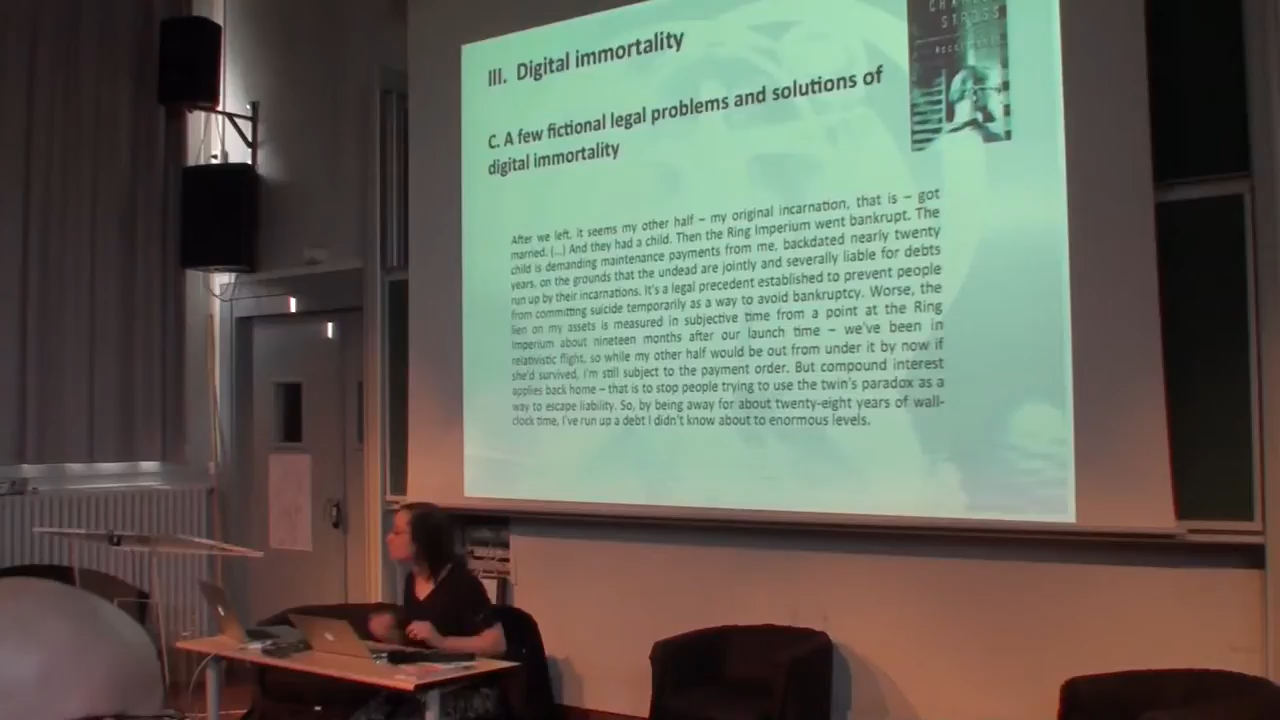 III. Digital immortality
C. A few fictional legal problems and solutions of
digital immortality
After we left, it seems my other half – my original incarnation, that is – got
married. (...) And they had a child. Then the Ring Imperium went bankrupt. The
child is demanding maintenance payments from me, backdated nearly twenty
years, on the grounds that the undead are jointly and severally liable for debts
run up by their incarnations. It's a legal precedent established to prevent people
from committing suicide temporarily as a way to avoid bankruptcy. Worse, the
lien on my assets is measured in subjective time from a point at the Ring
Imperium about nineteen months after our launch time – we've been in
relativistic flight, so while my other half would be out from under it by now if
she'd survived, I'm still subject to the payment order. But compound interest
applies back home – that is to stop people trying to use the twin's paradox as a
way to escape liability. So, by being away for about twenty-eight years of wall-
clock time, I've run up a debt I didn't know about to enormous levels.
STROSS